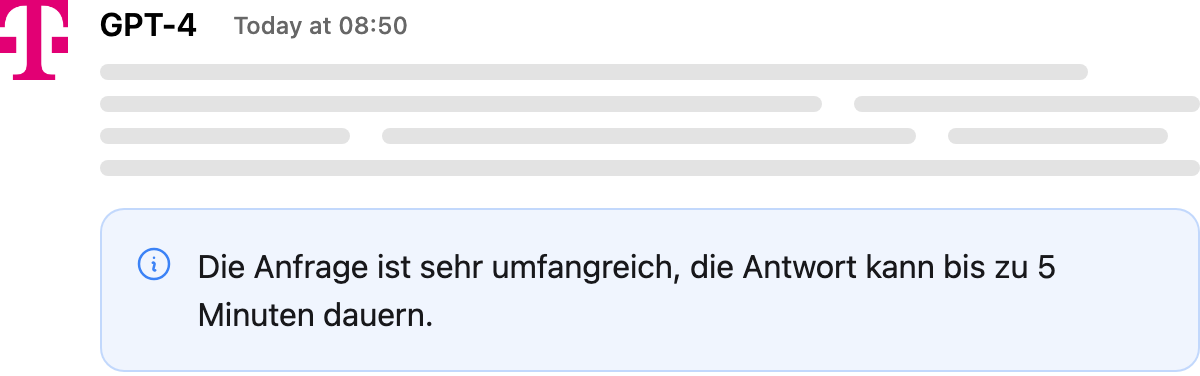 GPT-4 Today at 08:50
Die Anfrage ist sehr umfangreich, die Antwort kann bis zu 5
Minuten dauern.